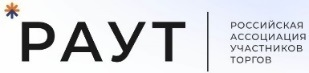 РАУТ
РОССИЙСКАЯ
АССОЦИАЦИЯ
УЧАСТНИКОВ
ТОРГОВ